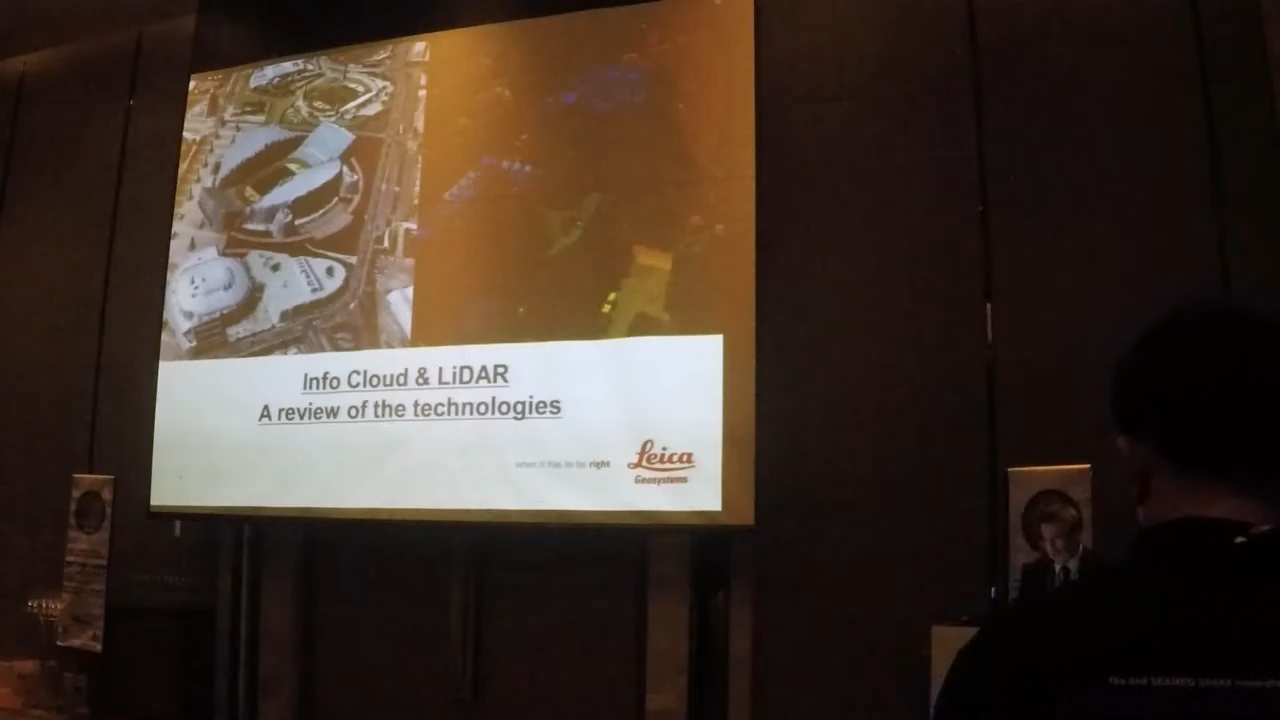 Info Cloud & LiDAR
A review of the technologies
when it has to be right
Leica
Geosystems